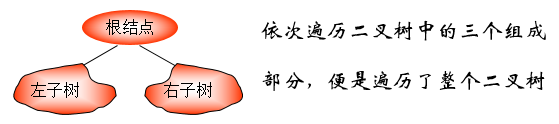 根结点
左子树
右子树
依次遍历二叉树中的三个组成
部分，便是遍历了整个二叉树